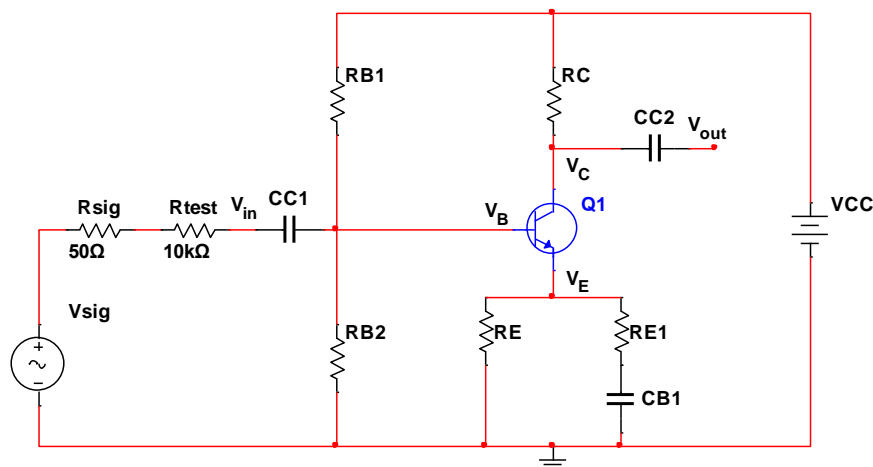 RB1
RC
CC2
Vout
VC
Rsig
Rtest
Vin
CC1
VB
Q1
VCC
50Ω
10kΩ
VE
Vsig
RB2
RE
RE1
CB1